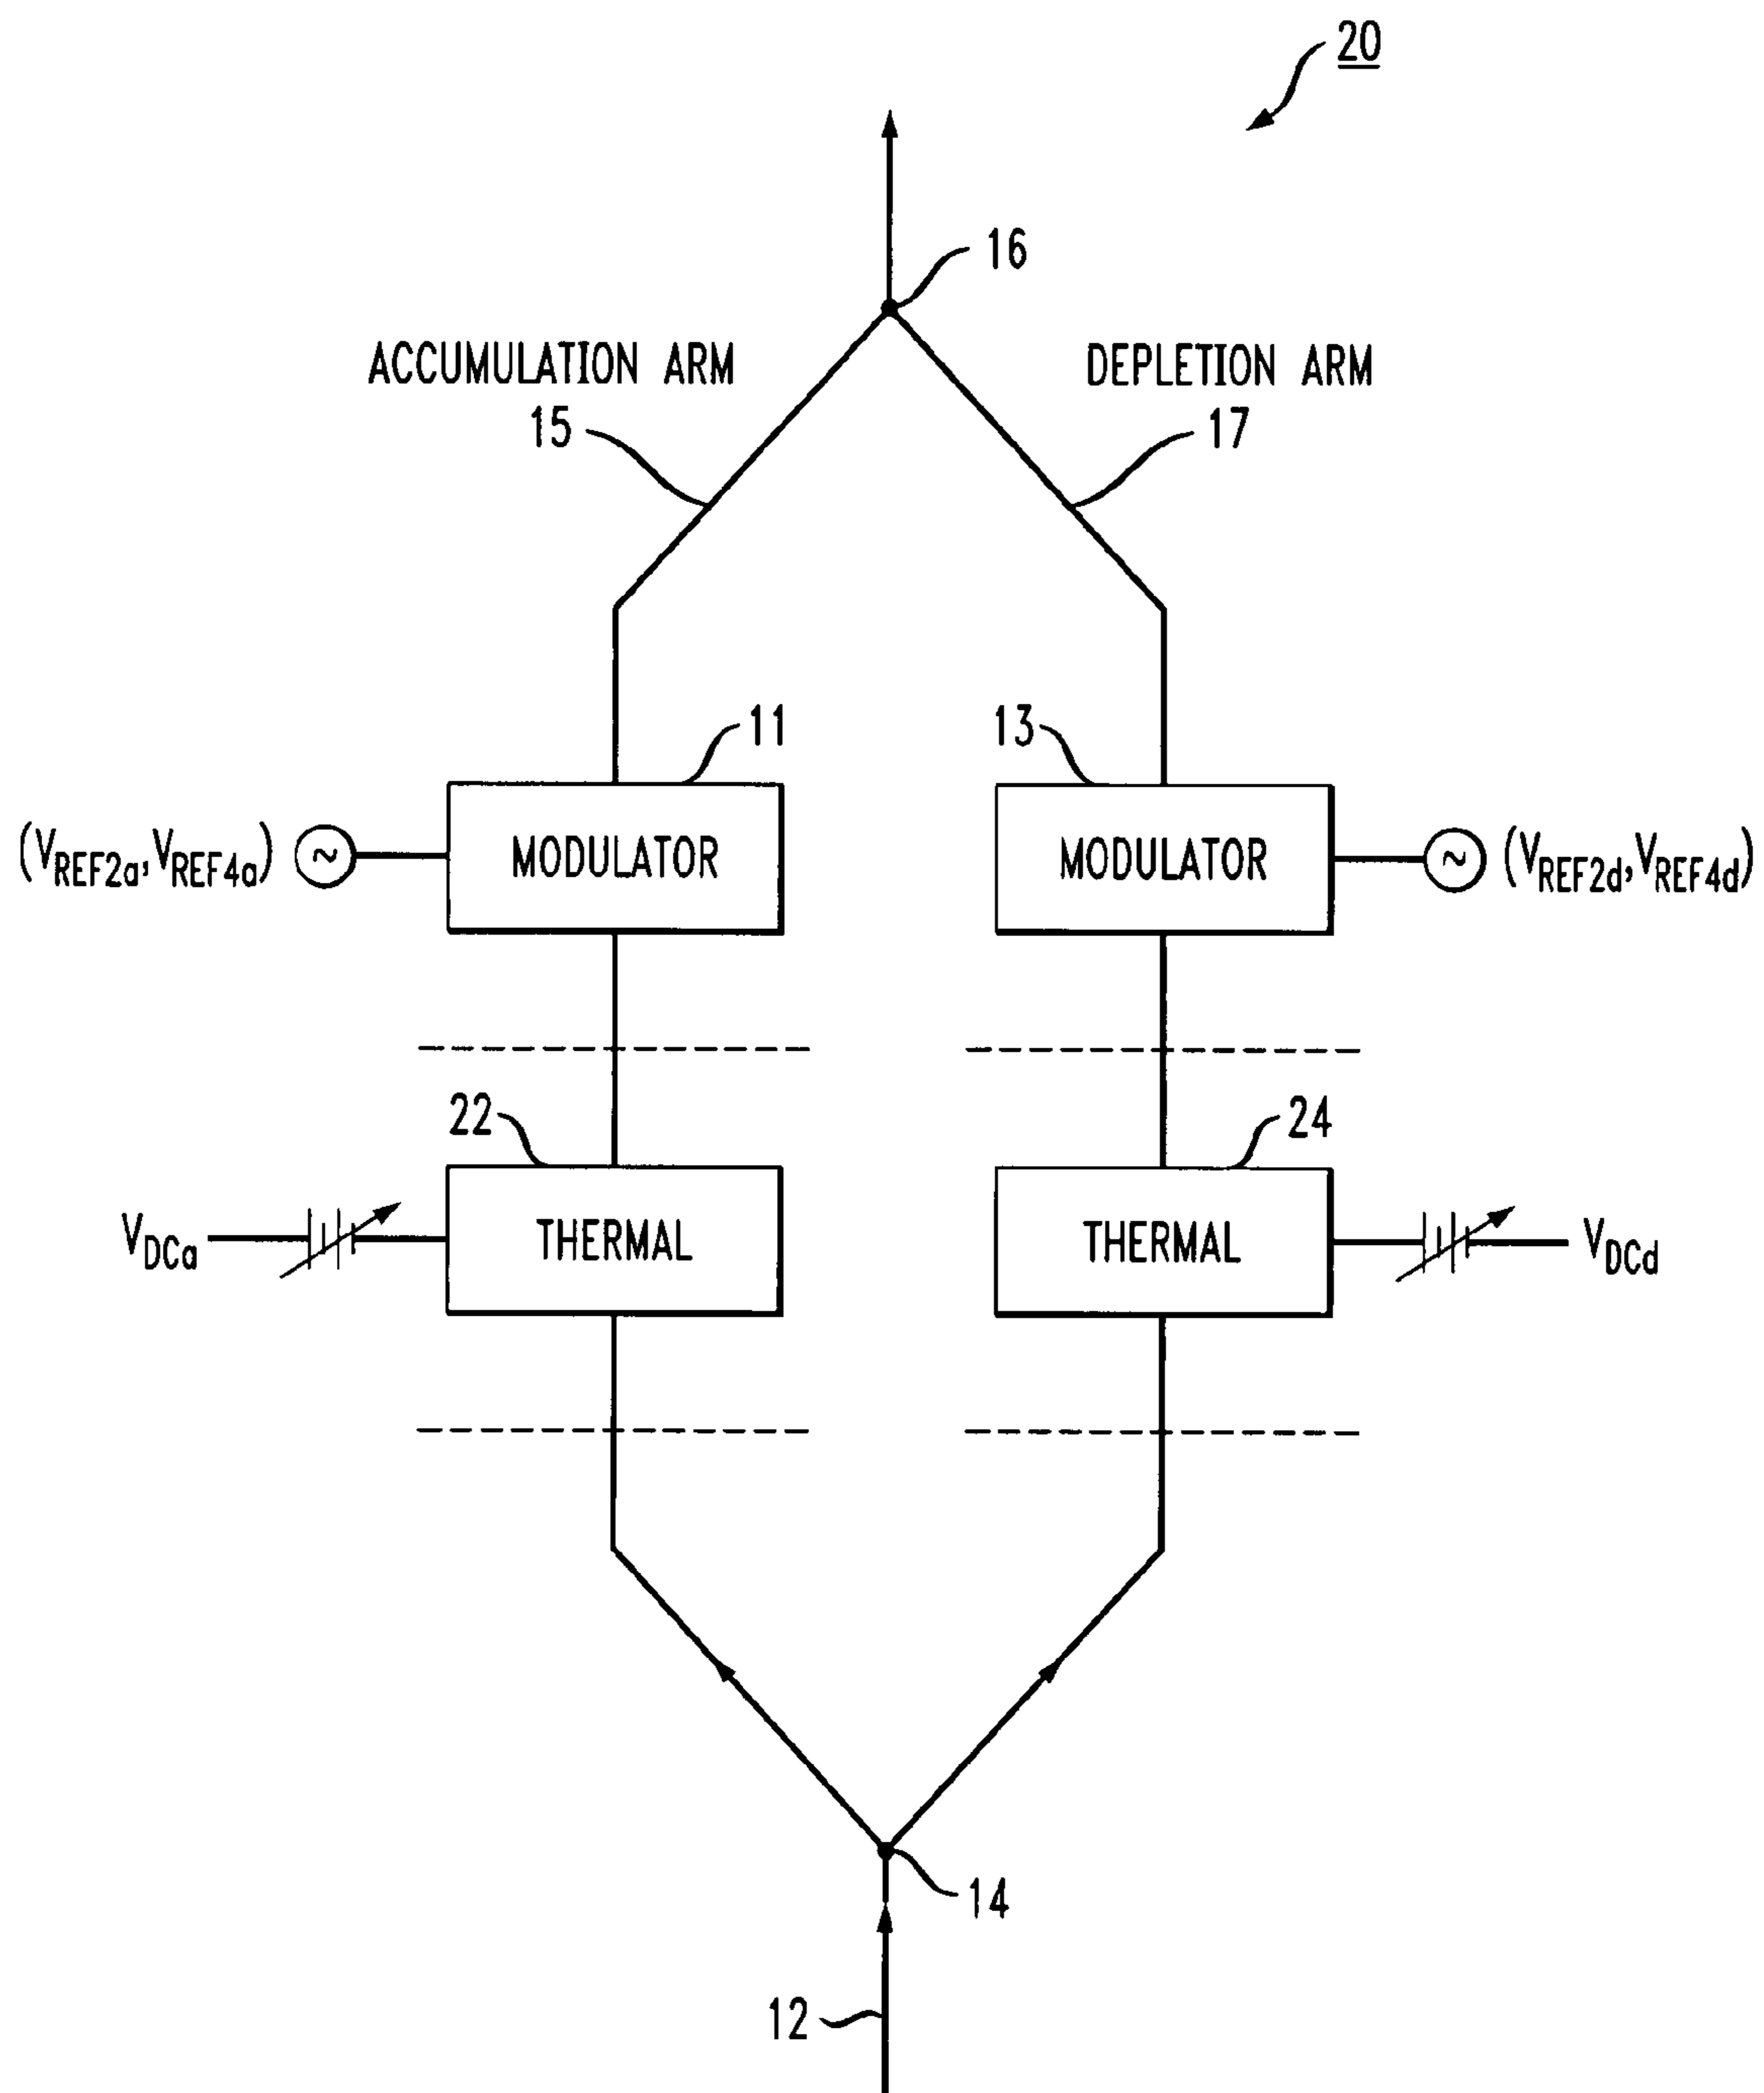 20
16
ACCUMULATION ARM
15
DEPLETION ARM
17
11
13
(VREF2a, VREF4a)
~
MODULATOR
MODULATOR
~
(VREF2d, VREF4d)
22
24
VDCa
THERMAL
THERMAL
VDCd
14
12